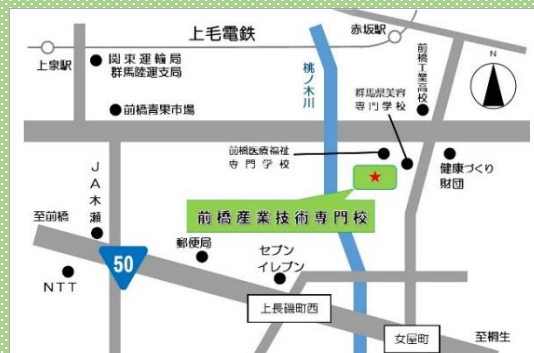 上毛電鉄
赤坂駅
上泉駅
関東運輸局
群馬陸運支局
桃ノ木川
前橋工業高校
N
前橋青果市場
群馬県美容
専門学校
前橋医療福祉
専門学校
健康づくり
財団
JA木瀬
前橋産業技術専門校
至前橋
50
郵便局
セブン
イレブン
NTT
上長磯町西
女屋町
至桐生